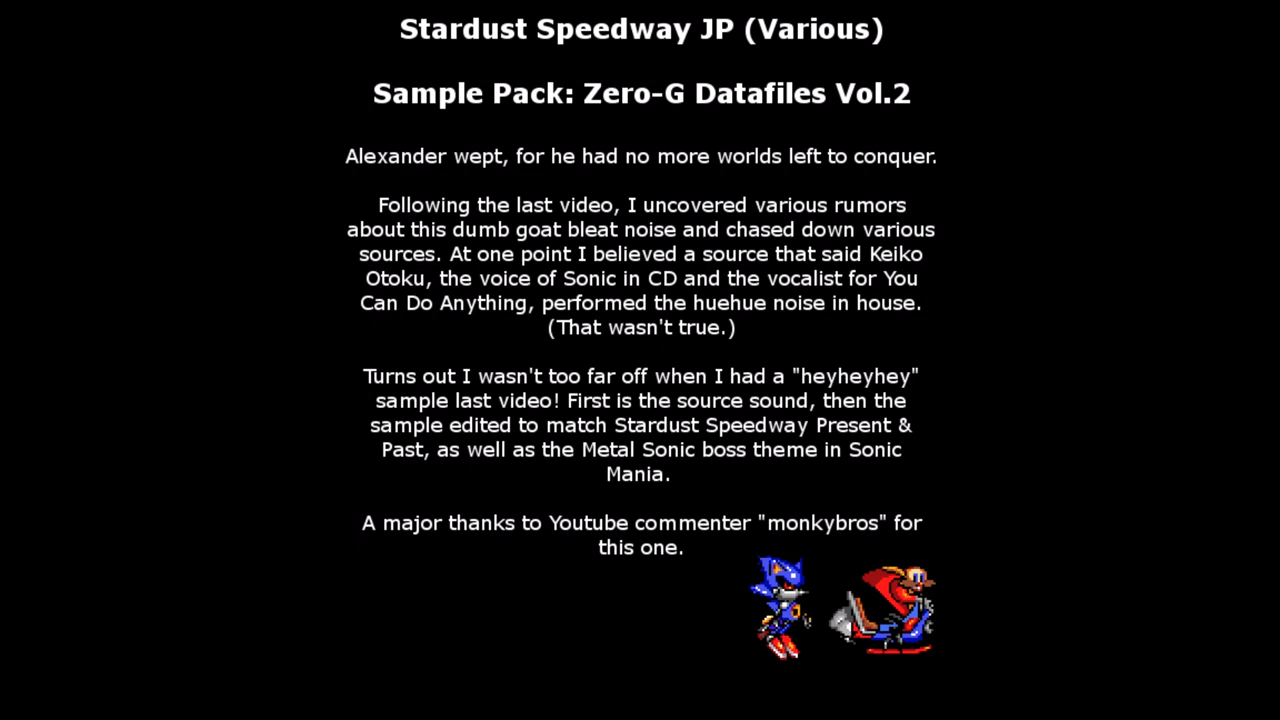 Stardust Speedway JP (Various)
Sample Pack: Zero-G Datafiles Vol.2
Alexander wept, for he had no more worlds left to conquer.
Following the last video, I uncovered various rumors
about this dumb goat bleat noise and chased down various
sources. At one point I believed a source that said Keiko
Otoku, the voice of Sonic in CD and the vocalist for You
Can Do Anything, performed the huehue noise in house.
(That wasn't true.)
Turns out I wasn't too far off when I had a "heyheyhey"
sample last video! First is the source sound, then the
sample edited to match Stardust Speedway Present &
Past, as well as the Metal Sonic boss theme in Sonic
Mania.
A major thanks to Youtube commenter "monkybros" for
this one.